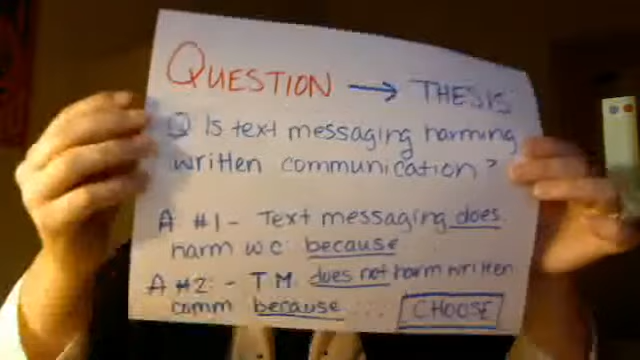 QUESTION → THESIS
Q Is text messaging harming
written communication?
A #1 - Text messaging does
harm w c because
A #2: - T M does not harm written
comm because ... CHOOSE